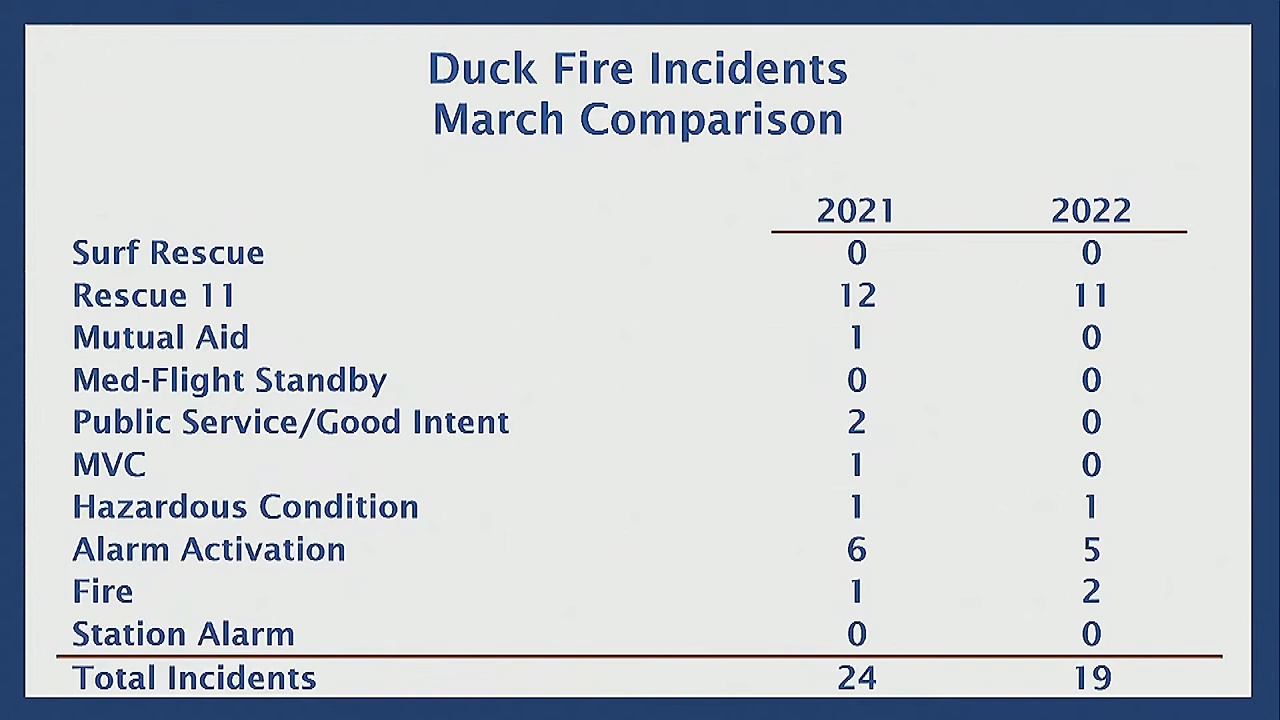 Duck Fire Incidents
March Comparison
2021 2022
Surf Rescue 0 0
Rescue 11 12 11
Mutual Aid 1 0
Med-Flight Standby 0 0
Public Service/Good Intent 2 0
MVC 1 0
Hazardous Condition 1 1
Alarm Activation 6 5
Fire 1 2
Station Alarm 0 0
Total Incidents 24 19